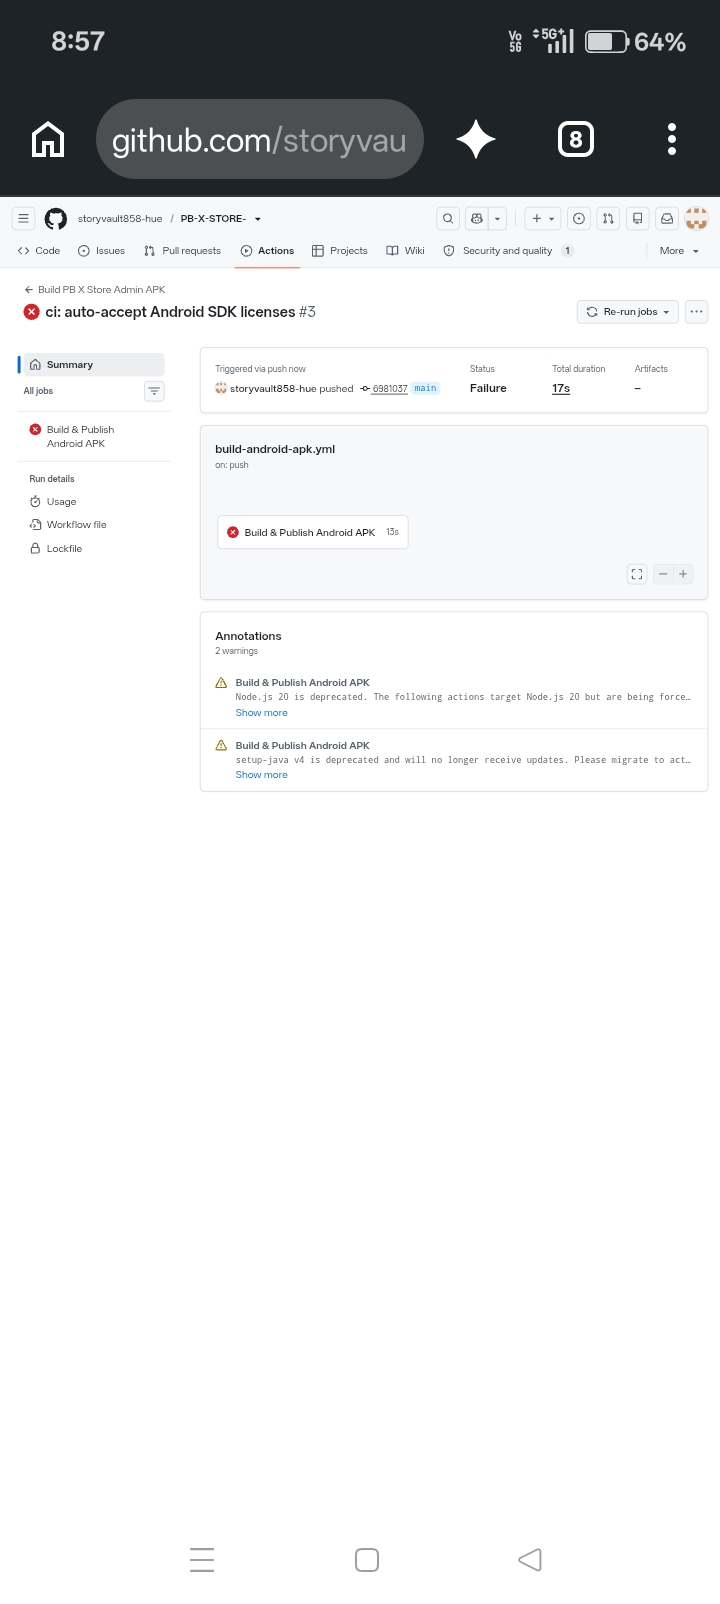 8:57
Vo 5G 5G+ 64%
github.com/storyvau
8
storyvault858-hue / PB-X-STORE-
Code Issues Pull requests Actions Projects Wiki Security and quality 1 More
Build PB X Store Admin APK
ci: auto-accept Android SDK licenses #3
Re-run jobs
Summary
All jobs
Build & Publish
Android APK
Run details
Usage
Workflow file
Lockfile
Triggered via push now
storyvault858-hue pushed 6981037 main
Status
Failure
Total duration
17s
Artifacts
–
build-android-apk.yml
on: push
Build & Publish Android APK 13s
Annotations
2 warnings
Build & Publish Android APK
Node.js 20 is deprecated. The following actions target Node.js 20 but are being force…
Show more
Build & Publish Android APK
setup-java v4 is deprecated and will no longer receive updates. Please migrate to act…
Show more